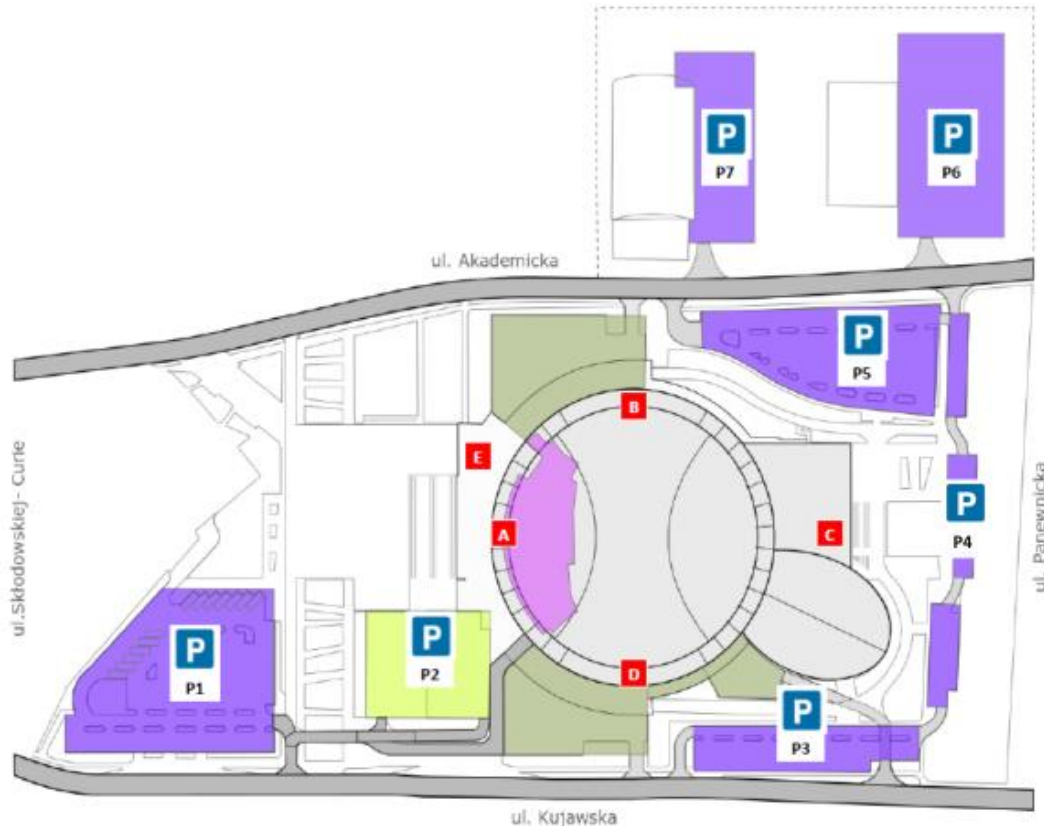 P
P7
P
P6
ul. Akademicka
P
P5
B
E
A
C
P
P4
ul.Skłodowskiej- Curie
ul. Panewnicka
P
P1
P
P2
D
P
P3
ul. Kujawska